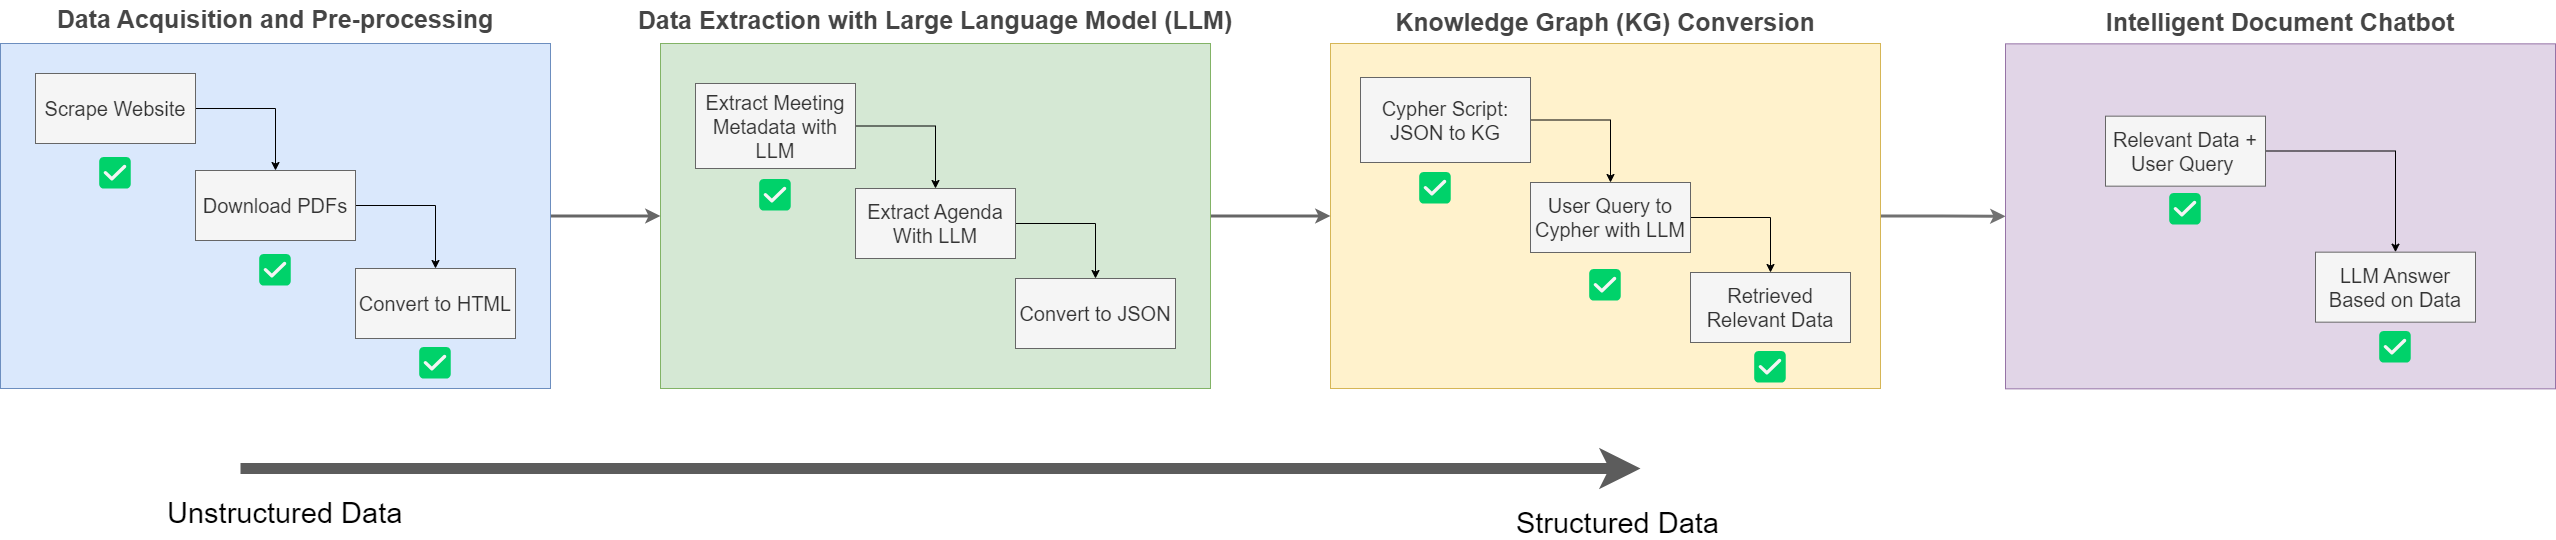 Data Acquisition and Pre-processing
Scrape Website
Download PDFs
Convert to HTML
Data Extraction with Large Language Model (LLM)
Extract Meeting
Metadata with
LLM
Extract Agenda
With LLM
Convert to JSON
Knowledge Graph (KG) Conversion
Cypher Script:
JSON to KG
User Query to
Cypher with LLM
Retrieved
Relevant Data
Intelligent Document Chatbot
Relevant Data +
User Query
LLM Answer
Based on Data
Unstructured Data
Structured Data